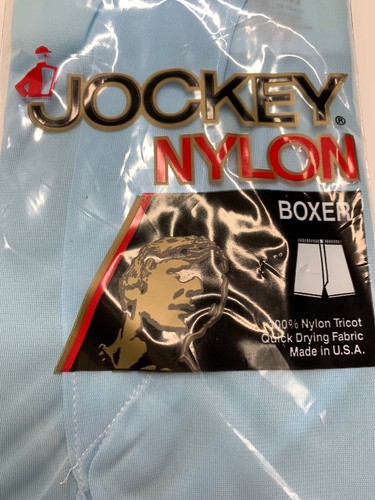 JOCKEY®
NYLON
BOXER
100% Nylon Tricot
Quick Drying Fabric
Made in U.S.A.